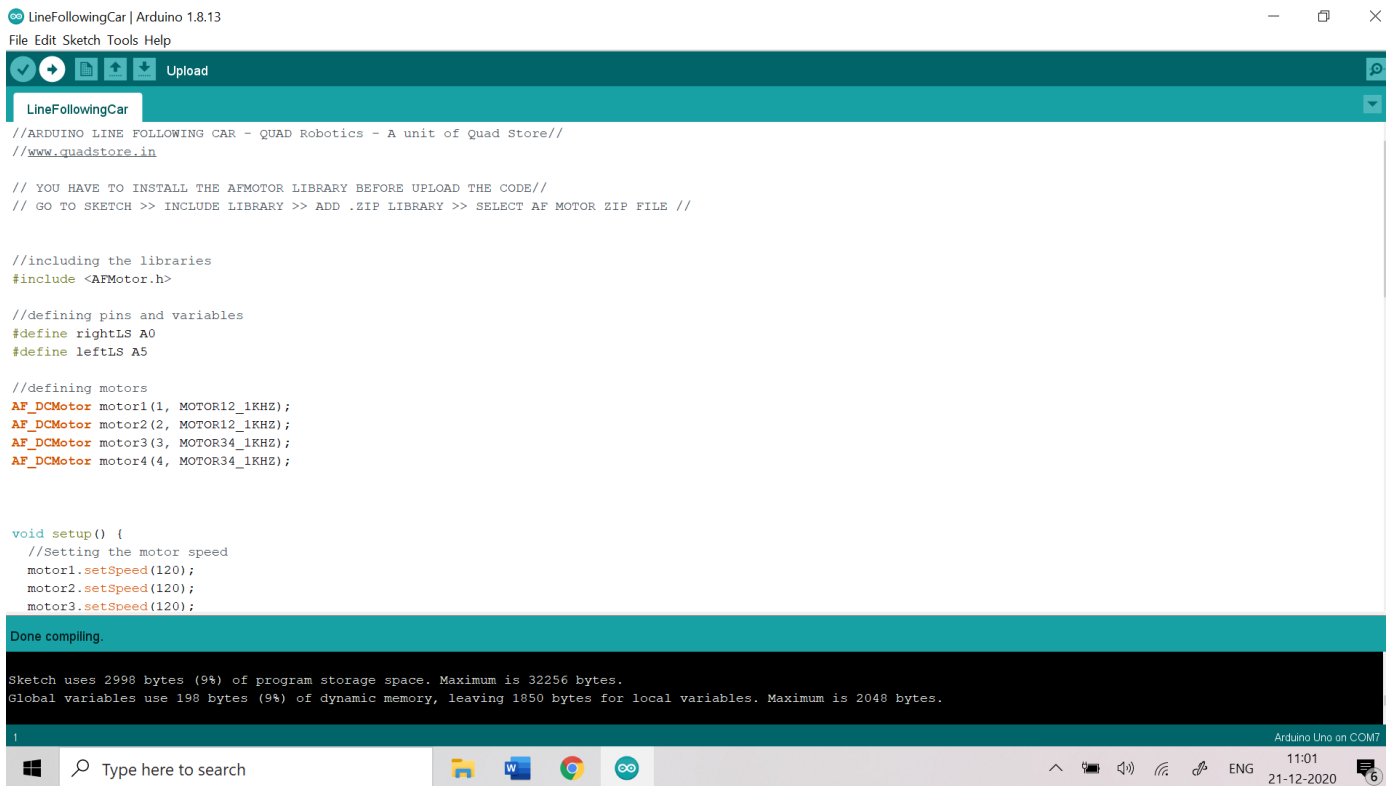 LineFollowingCar | Arduino 1.8.13
File Edit Sketch Tools Help
Upload
LineFollowingCar
//ARDUINO LINE FOLLOWING CAR - QUAD Robotics - A unit of Quad Store//
//www.quadstore.in
// YOU HAVE TO INSTALL THE AFMOTOR LIBRARY BEFORE UPLOAD THE CODE//
// GO TO SKETCH >> INCLUDE LIBRARY >> ADD .ZIP LIBRARY >> SELECT AF MOTOR ZIP FILE //
//including the libraries
#include <AFMotor.h>
//defining pins and variables
#define rightLS A0
#define leftLS A5
//defining motors
AF_DCMotor motor1(1, MOTOR12_1KHZ);
AF_DCMotor motor2(2, MOTOR12_1KHZ);
AF_DCMotor motor3(3, MOTOR34_1KHZ);
AF_DCMotor motor4(4, MOTOR34_1KHZ);
void setup() {
//Setting the motor speed
motor1.setSpeed(120);
motor2.setSpeed(120);
motor3.setSpeed(120);
Done compiling.
Sketch uses 2998 bytes (9%) of program storage space. Maximum is 32256 bytes.
Global variables use 198 bytes (9%) of dynamic memory, leaving 1850 bytes for local variables. Maximum is 2048 bytes.
1
Arduino Uno on COM7
Type here to search
W
ENG
11:01
21-12-2020
6